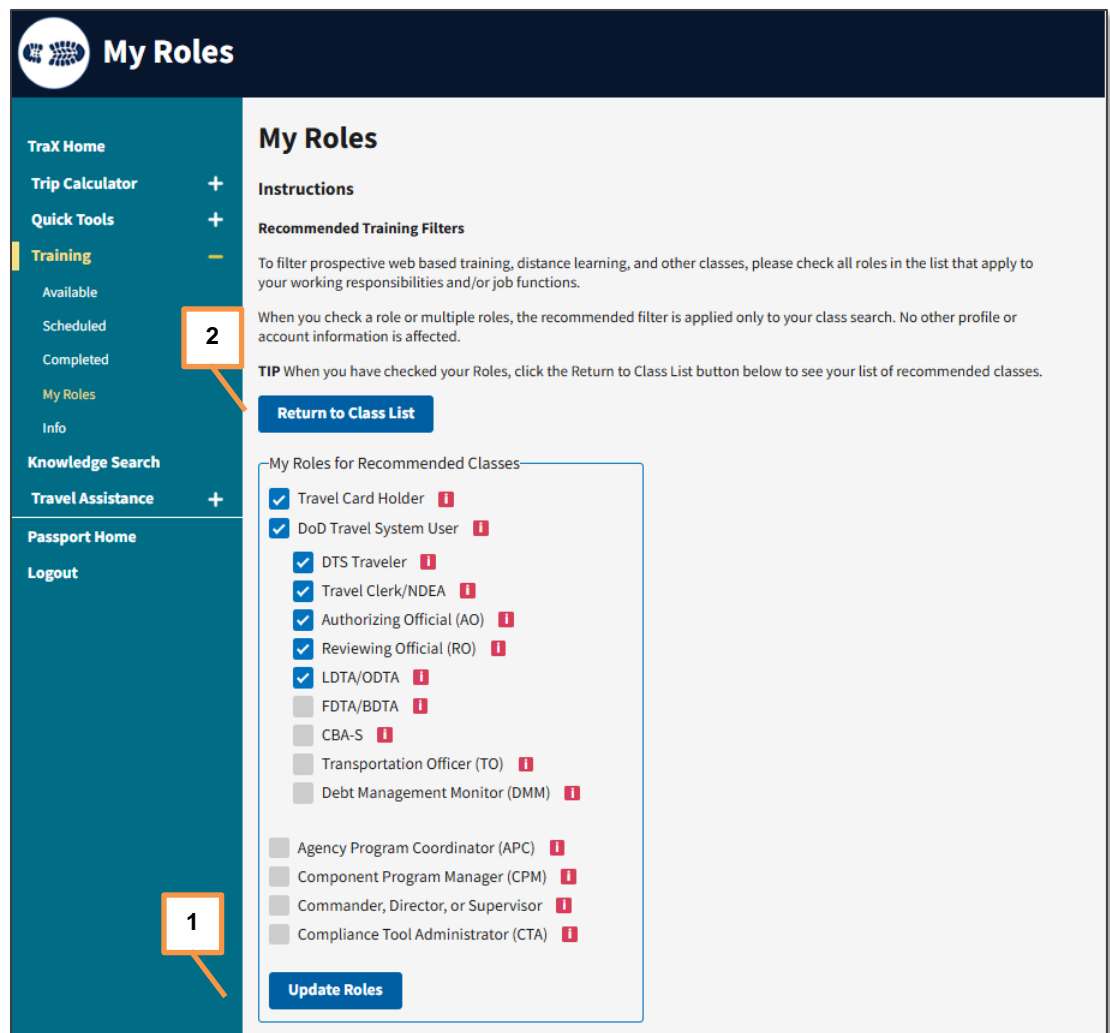 My Roles
TraX Home
Trip Calculator
Quick Tools
Training
Available
Scheduled
Completed
My Roles
Info
Knowledge Search
Travel Assistance
Passport Home
Logout
My Roles
Instructions
Recommended Training Filters
To filter prospective web based training, distance learning, and other classes, please check all roles in the list that apply to
your working responsibilities and/or job functions.
When you check a role or multiple roles, the recommended filter is applied only to your class search. No other profile or
account information is affected.
TIP When you have checked your Roles, click the Return to Class List button below to see your list of recommended classes.
2
Return to Class List
My Roles for Recommended Classes
Travel Card Holder i
DoD Travel System User i
DTS Traveler i
Travel Clerk/NDEA i
Authorizing Official (AO) i
Reviewing Official (RO) i
LDTA/ODTA i
FDTA/BDTA i
CBA-S i
Transportation Officer (TO) i
Debt Management Monitor (DMM) i
Agency Program Coordinator (APC) i
Component Program Manager (CPM) i
Commander, Director, or Supervisor i
Compliance Tool Administrator (CTA) i
1
Update Roles